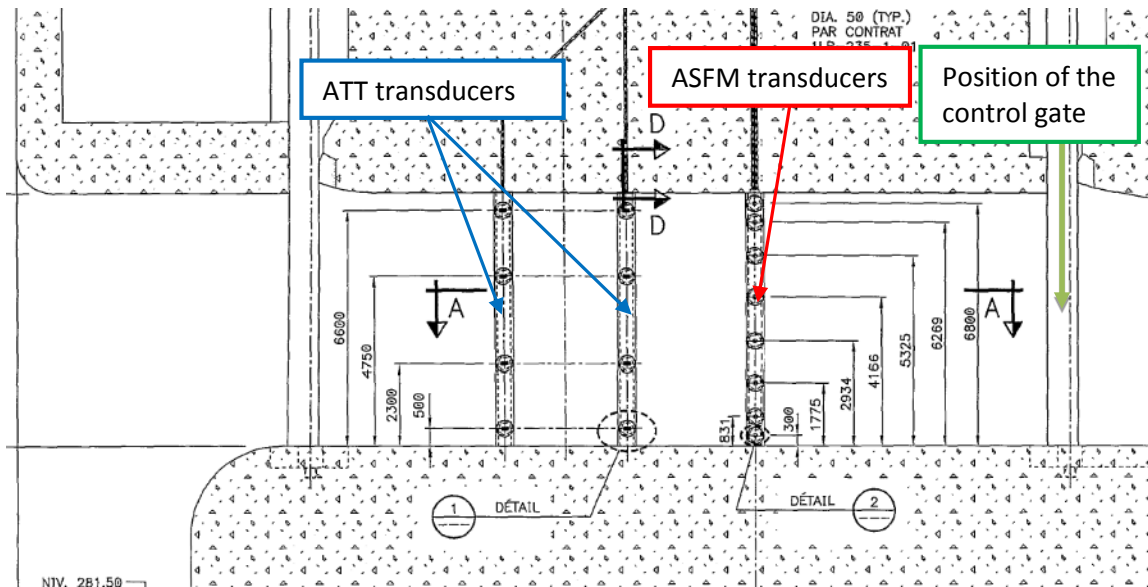 DIA. 50 (TYP.)
PAR CONTRAT
ATT transducers
ASFM transducers
Position of the
control gate
D
D
A
A
6600
4750
2300
500
831
300
1775
2934
4166
5325
6269
6800
1
DÉTAIL
DÉTAIL
2
NIV. 281.50